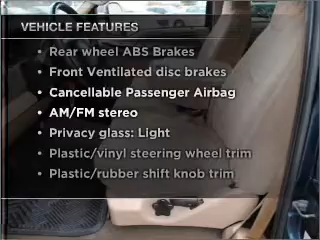 VEHICLE FEATURES
• Rear wheel ABS Brakes
• Front Ventilated disc brakes
• Cancellable Passenger Airbag
• AM/FM stereo
• Privacy glass: Light
• Plastic/vinyl steering wheel trim
• Plastic/rubber shift knob trim